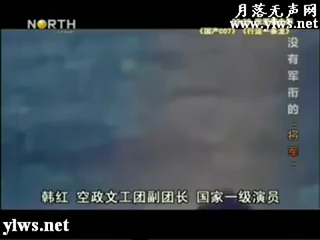 NORTH
月落无声网
www.ylws.net
《国产007》《行运一条龙》
没有军衔的"将军"
韩红 空政文工团副团长 国家一级演员
ylws.net